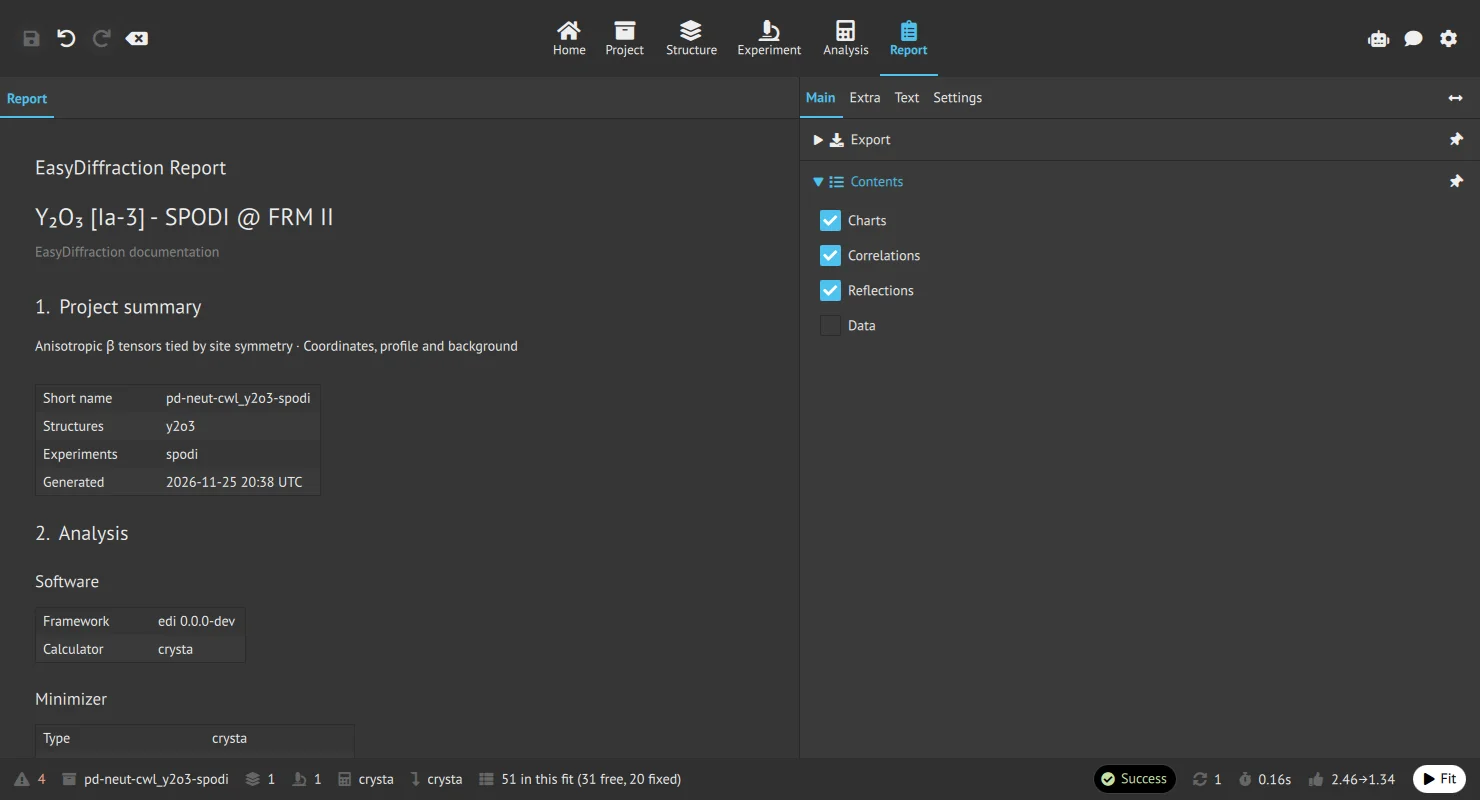 Home Project Structure Experiment Analysis Report
Report
Main Extra Text Settings
Export
Contents
Charts
Correlations
Reflections
Data
EasyDiffraction Report
Y₂O₃ [Ia-3] - SPODI @ FRM II
EasyDiffraction documentation
1. Project summary
Anisotropic β tensors tied by site symmetry · Coordinates, profile and background
Short name pd-neut-cwl_y2o3-spodi
Structures y2o3
Experiments spodi
Generated 2026-11-25 20:38 UTC
2. Analysis
Software
Framework edi 0.0.0-dev
Calculator crysta
Minimizer
Type crysta
4 pd-neut-cwl_y2o3-spodi 1 1 crysta crysta 51 in this fit (31 free, 20 fixed) Success 1 0.16s 2.46→1.34 Fit